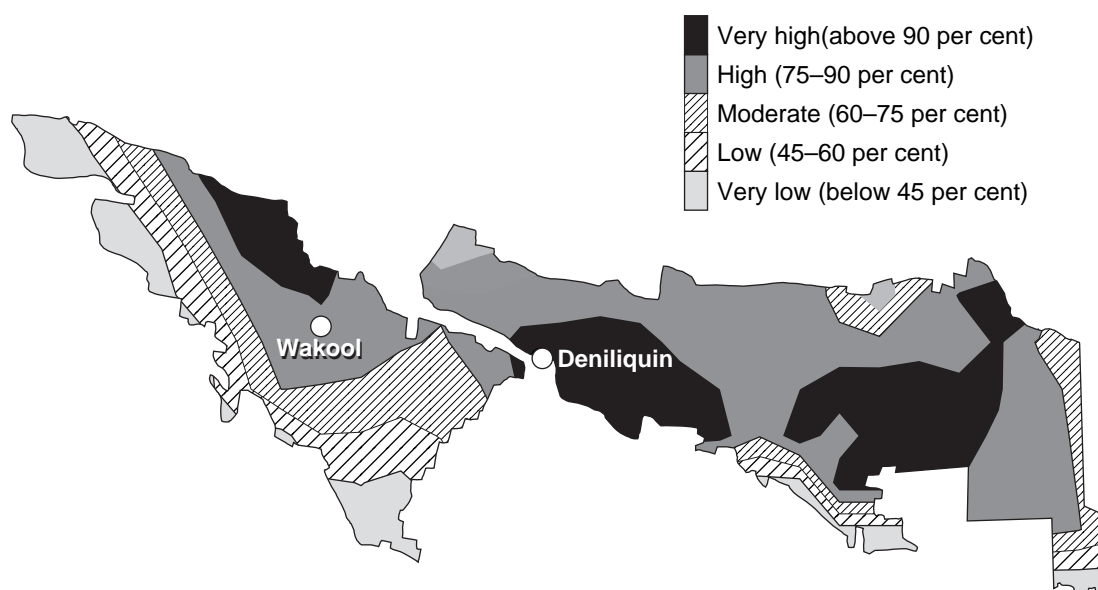 Very high(above 90 per cent)
High (75–90 per cent)
Moderate (60–75 per cent)
Low (45–60 per cent)
Very low (below 45 per cent)
Wakool
Deniliquin